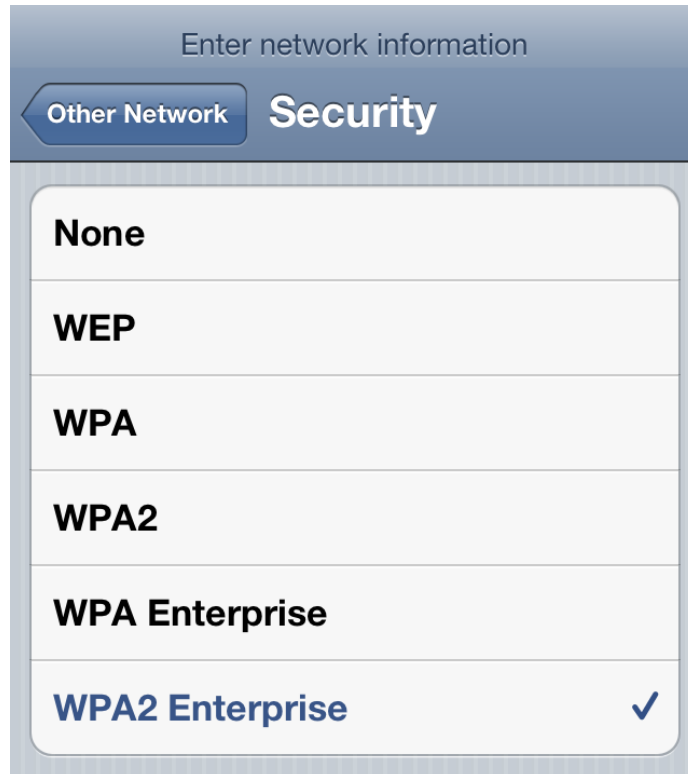 Enter network information
Other Network
Security
None
WEP
WPA
WPA2
WPA Enterprise
WPA2 Enterprise